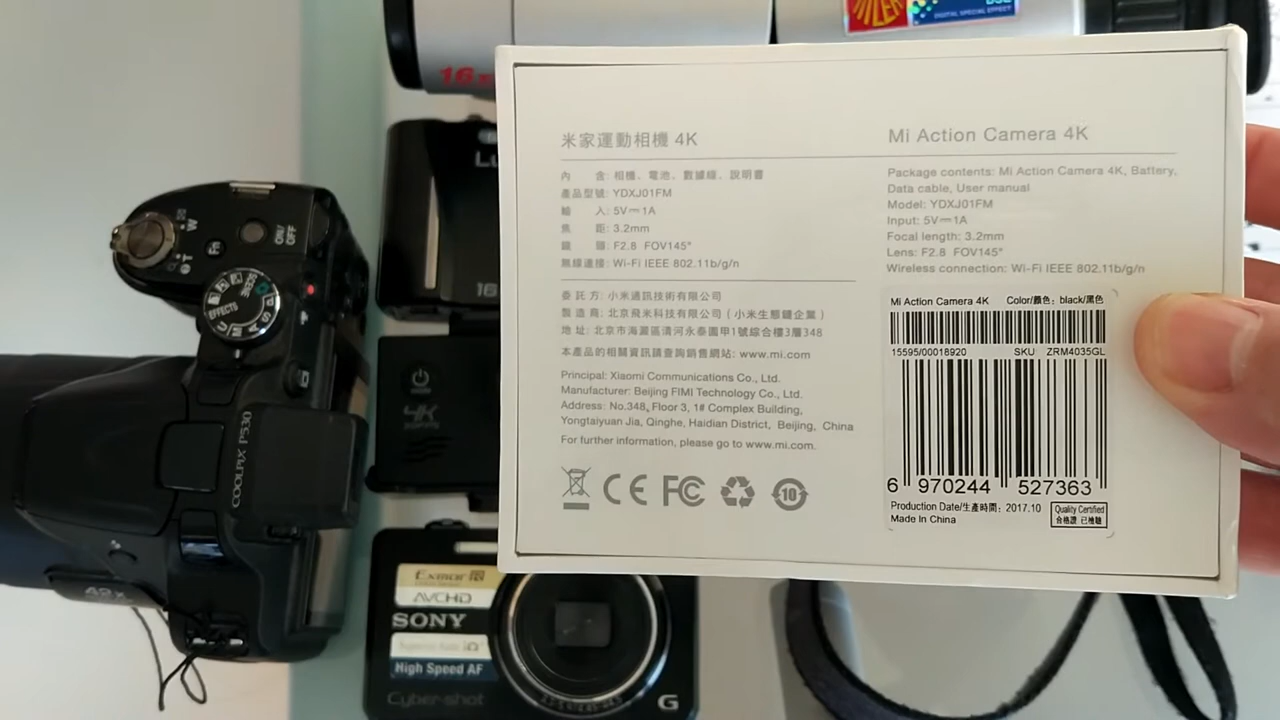 DIGITAL SPECIAL EFFECT
16x
米家運動相機 4K
內 含: 相機、電池、數據線、說明書
產品型號: YDXJ01FM
輸 入: 5V⎓1A
焦 距: 3.2mm
鏡 頭: F2.8 FOV145°
無線連接: Wi-Fi IEEE 802.11b/g/n
委 託 方: 小米通訊技術有限公司
製 造 商: 北京飛米科技有限公司（小米生態鏈企業）
地 址: 北京市海淀區清河永泰園甲1號綜合樓3層348
本產品的相關資訊請查詢銷售網站: www.mi.com
Principal: Xiaomi Communications Co., Ltd.
Manufacturer: Beijing FIMI Technology Co., Ltd.
Address: No.348, Floor 3, 1# Complex Building,
Yongtaiyuan Jia, Qinghe, Haidian District, Beijing, China
For further information, please go to www.mi.com.
CE FC 10
Mi Action Camera 4K
Package contents: Mi Action Camera 4K, Battery,
Data cable, User manual
Model: YDXJ01FM
Input: 5V⎓1A
Focal length: 3.2mm
Lens: F2.8 FOV145°
Wireless connection: Wi-Fi IEEE 802.11b/g/n
Mi Action Camera 4K Color/顏色: black/黑色
15595/00018920 SKU ZRM4035GL
6 970244 527363
Production Date/生產時間: 2017.10
Made In China
Quality Certified
合格證 已檢驗
W
T
Fn
ON/
OFF
SCENE
EFFECTS
COOLPIX P530
42x
Lu
16
4K
Exmor R
AVCHD
SONY
High Speed AF
Cyber-shot
G